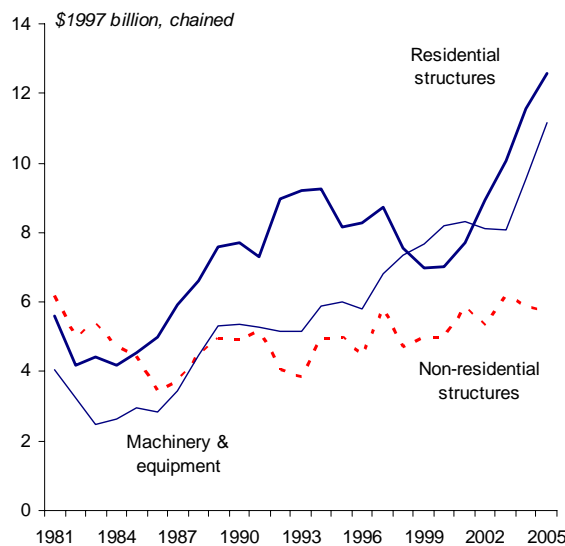 $1997 billion, chained
14
12
10
8
6
4
2
0
Residential
structures
Non-residential
structures
Machinery &
equipment
1981 1984 1987 1990 1993 1996 1999 2002 2005